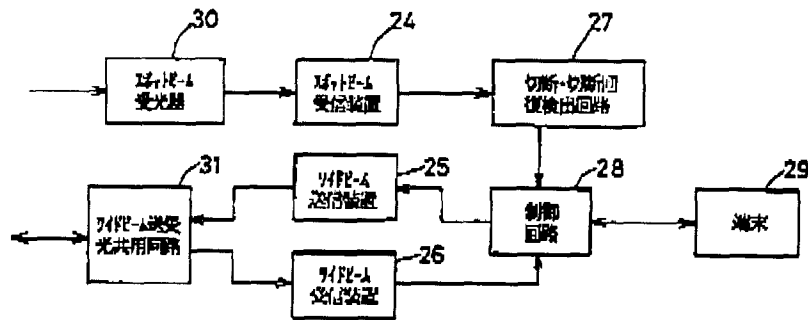 30
24
27
スポットビーム
受光器
スポットビーム
受信装置
切断・切断回
復検出回路
25
28
29
31
ワイドビーム
送信装置
ワイドビーム送受
光共用回路
制御
回路
端末
26
ワイドビーム
受信装置